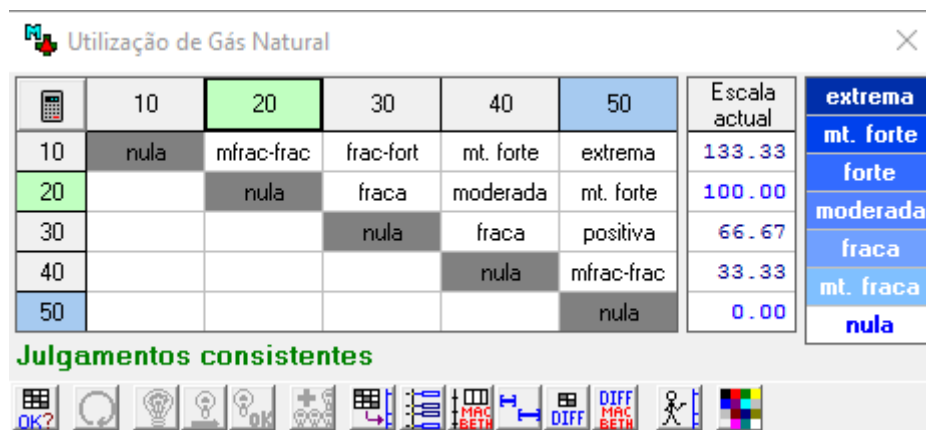 Utilização de Gás Natural
10 20 30 40 50 Escala actual
10 nula mfrac-frac frac-fort mt. forte extrema 133.33
20 nula fraca moderada mt. forte 100.00
30 nula fraca positiva 66.67
40 nula mfrac-frac 33.33
50 nula 0.00
extrema
mt. forte
forte
moderada
fraca
mt. fraca
nula
Julgamentos consistentes
OK? OK MAC BETH DIFF DIFF MAC BETH